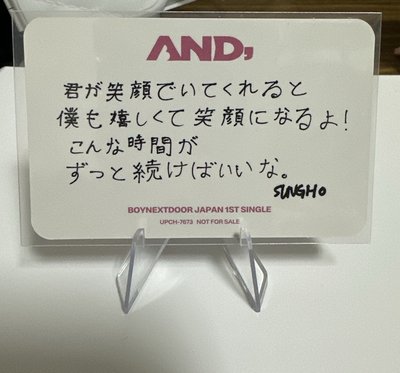 AND,
君が笑顔でいてくれると
僕も嬉しくて笑顔になるよ!
こんな時間が
ずっと続けばいいな。
SUNGHO
BOYNEXTDOOR JAPAN 1ST SINGLE
UPCH-7673 NOT FOR SALE